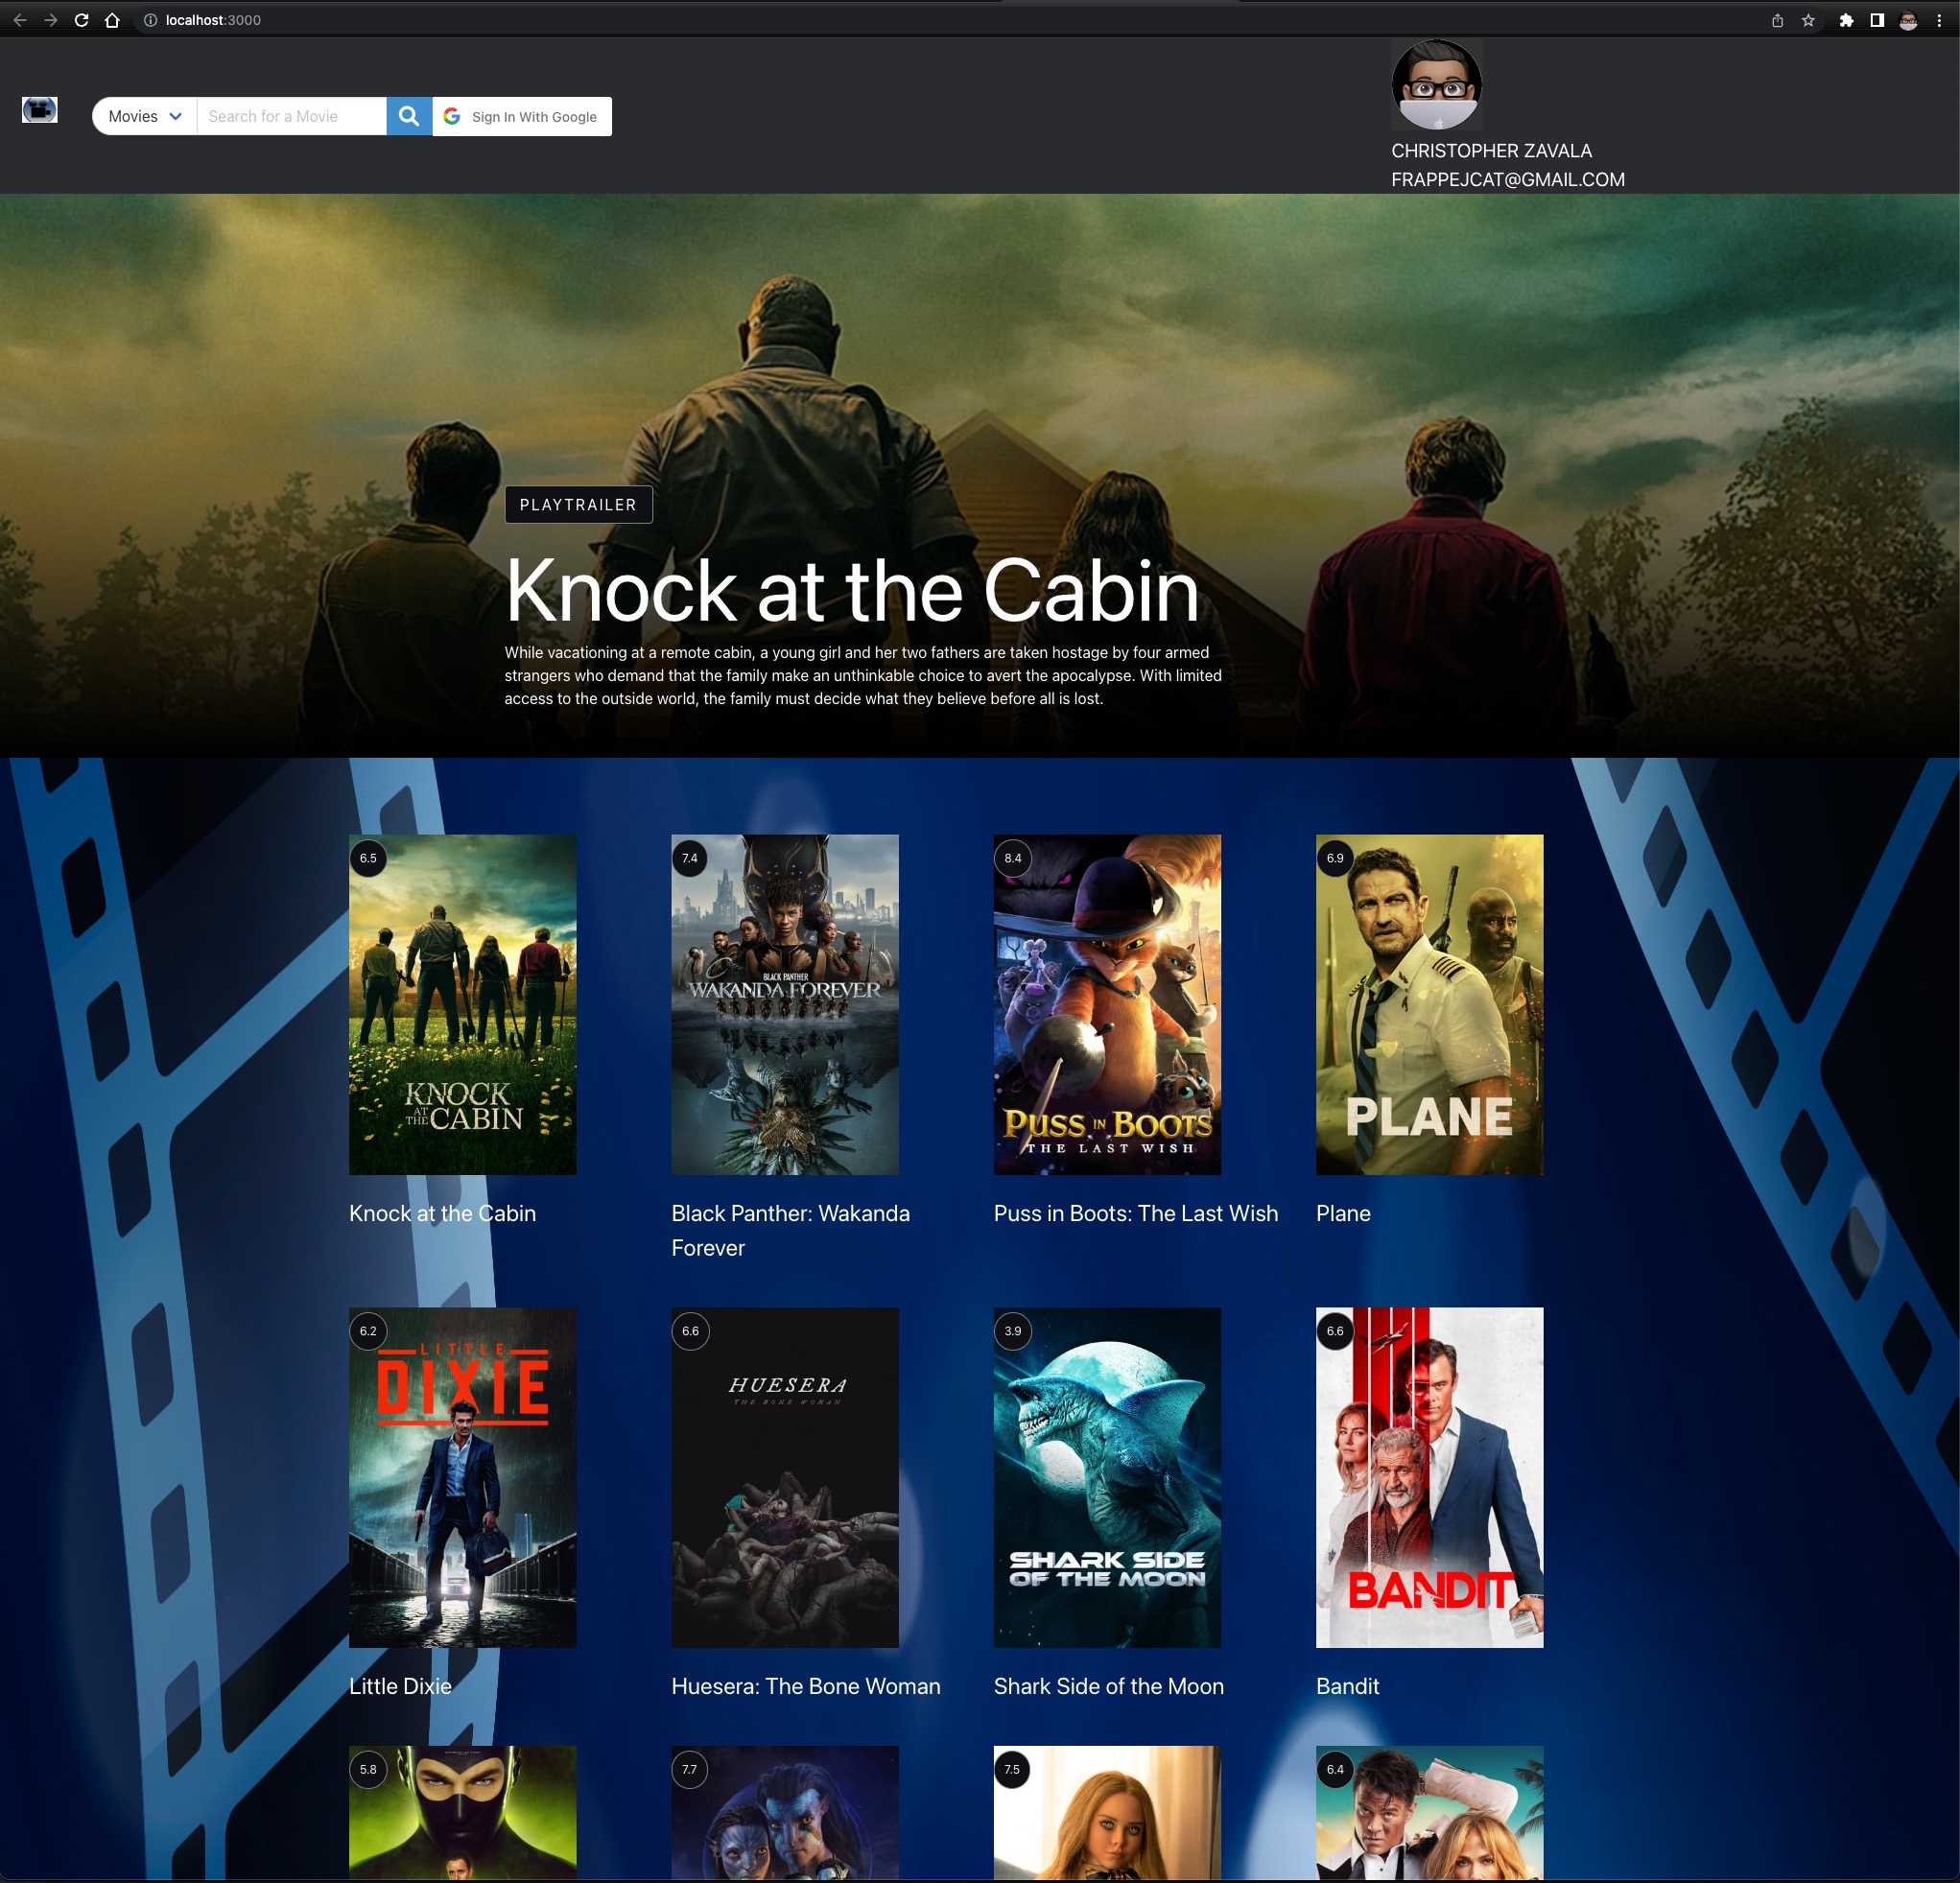 localhost:3000
Movies
Search for a Movie
Sign In With Google
CHRISTOPHER ZAVALA
FRAPPEJCAT@GMAIL.COM
PLAYTRAILER
Knock at the Cabin
While vacationing at a remote cabin, a young girl and her two fathers are taken hostage by four armed
strangers who demand that the family make an unthinkable choice to avert the apocalypse. With limited
access to the outside world, the family must decide what they believe before all is lost.
6.5
KNOCK
AT
THE CABIN
Knock at the Cabin
7.4
BLACK PANTHER
WAKANDA FOREVER
Black Panther: Wakanda
Forever
8.4
PUSS IN BOOTS
THE LAST WISH
Puss in Boots: The Last Wish
6.9
PLANE
Plane
6.2
LITTLE
DIXIE
Little Dixie
6.6
HUESERA
THE BONE WOMAN
Huesera: The Bone Woman
3.9
SHARK SIDE
OF THE MOON
Shark Side of the Moon
6.6
BANDIT
Bandit
5.8
7.7
7.5
6.4